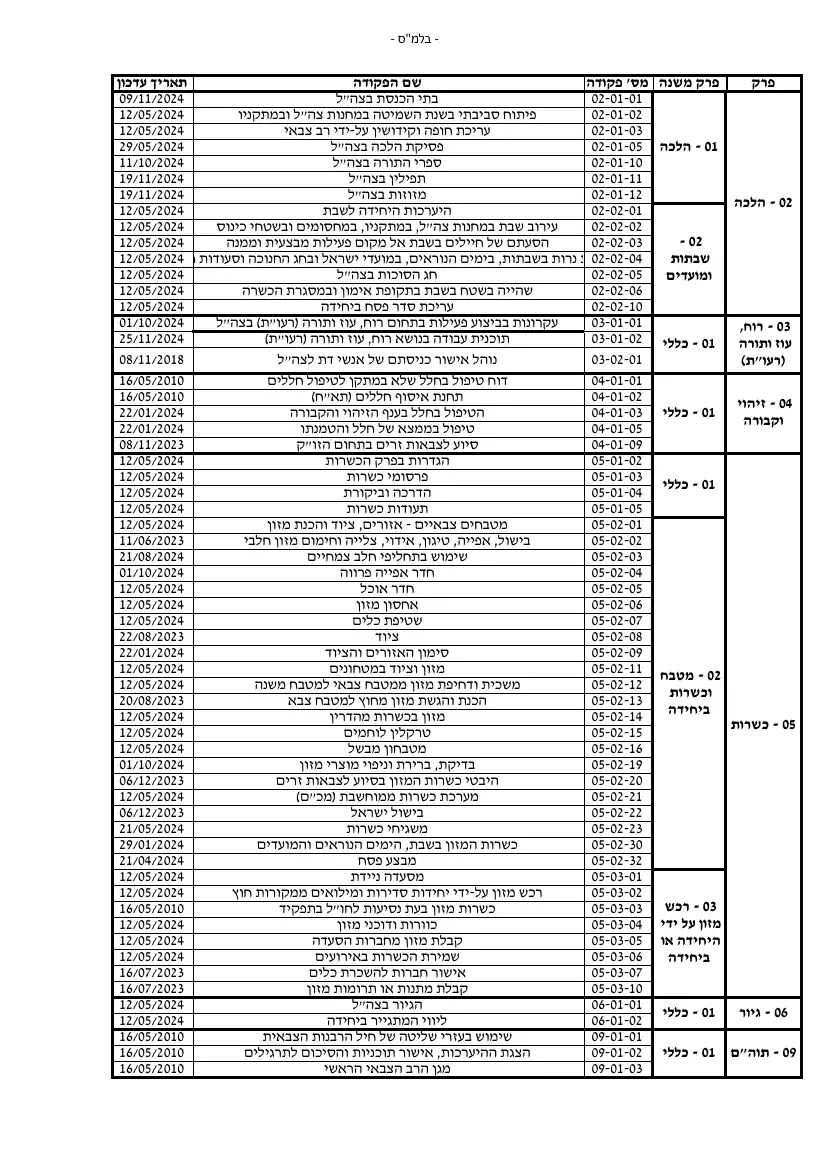 - בלמ"ס -
פרק פרק משנה מס׳ פקודה שם הפקודה תאריך עדכון
02 - הלכה 01 - הלכה 02-01-01 בתי הכנסת בצה״ל 09/11/2024
02-01-02 פיתוח סביבתי בשנת השמיטה במחנות צה״ל ובמתקניו 12/05/2024
02-01-03 עריכת חופה וקידושין על-ידי רב צבאי 12/05/2024
02-01-05 פסיקת הלכה בצה״ל 29/05/2024
02-01-10 ספרי התורה בצה״ל 11/10/2024
02-01-11 תפילין בצה״ל 19/11/2024
02-01-12 מזוזות בצה״ל 19/11/2024
02 - שבתות ומועדים 02-02-01 היערכות היחידה לשבת 12/05/2024
02-02-02 עירוב שבת במחנות צה״ל, במתקניו, במחסומים ובשטחי כינוס 12/05/2024
02-02-03 הסעתם של חיילים בשבת אל מקום פעילות מבצעית וממנה 12/05/2024
02-02-04 נרות בשבתות, בימים הנוראים, במועדי ישראל ובחג החנוכה וסעודות 12/05/2024
02-02-05 חג הסוכות בצה״ל 12/05/2024
02-02-06 שהייה בשטח בשבת בתקופת אימון ובמסגרת הכשרה 12/05/2024
02-02-10 עריכת סדר פסח ביחידה 12/05/2024
03 - רוח, עוז ותורה (רעו״ת) 01 - כללי 03-01-01 עקרונות בביצוע פעילות בתחום רוח, עוז ותורה (רעו״ת) בצה״ל 01/10/2024
03-01-02 תוכנית עבודה בנושא רוח, עוז ותורה (רעו״ת) 25/11/2024
03-02-01 נוהל אישור כניסתם של אנשי דת לצה״ל 08/11/2018
04 - זיהוי וקבורה 01 - כללי 04-01-01 דוח טיפול בחלל שלא במתקן לטיפול חללים 16/05/2010
04-01-02 תחנת איסוף חללים (תא״ח) 16/05/2010
04-01-03 הטיפול בחלל בענף הזיהוי והקבורה 22/01/2024
04-01-05 טיפול בממצא של חלל והטמנתו 22/01/2024
04-01-09 סיוע לצבאות זרים בתחום הזו״ק 08/11/2023
05 - כשרות 01 - כללי 05-01-02 הגדרות בפרק הכשרות 12/05/2024
05-01-03 פרסומי כשרות 12/05/2024
05-01-04 הדרכה וביקורת 12/05/2024
05-01-05 תעודות כשרות 12/05/2024
02 - מטבח וכשרות ביחידה 05-02-01 מטבחים צבאיים - אזורים, ציוד והכנת מזון 12/05/2024
05-02-02 בישול, אפייה, טיגון, אידוי, צלייה וחימום מזון חלבי 11/06/2023
05-02-03 שימוש בתחליפי חלב צמחיים 21/08/2024
05-02-04 חדר אפייה פרווה 01/10/2024
05-02-05 חדר אוכל 12/05/2024
05-02-06 אחסון מזון 12/05/2024
05-02-07 שטיפת כלים 12/05/2024
05-02-08 ציוד 22/08/2023
05-02-09 סימון האזורים והציוד 22/01/2024
05-02-11 מזון וציוד במטחונים 12/05/2024
05-02-12 משכית ודחיפת מזון ממטבח צבאי למטבח משנה 12/05/2024
05-02-13 הכנת והגשת מזון מחוץ למטבח צבא 20/08/2023
05-02-14 מזון בכשרות מהדרין 12/05/2024
05-02-15 טרקלין לוחמים 12/05/2024
05-02-16 מטבחון מבשל 12/05/2024
05-02-19 בדיקת, ברירת וניפוי מוצרי מזון 01/10/2024
05-02-20 היבטי כשרות המזון בסיוע לצבאות זרים 06/12/2023
05-02-21 מערכת כשרות ממוחשבת (מכ״ם) 12/05/2024
05-02-22 בישול ישראל 06/12/2023
05-02-23 משגיחי כשרות 21/05/2024
05-02-30 כשרות המזון בשבת, הימים הנוראים והמועדים 29/01/2024
05-02-32 מבצע פסח 21/04/2024
03 - רכש מזון על ידי היחידה או ביחידה 05-03-01 מסעדה ניידת 12/05/2024
05-03-02 רכש מזון על-ידי יחידות סדירות ומילואים ממקורות חוץ 12/05/2024
05-03-03 כשרות מזון בעת נסיעות לחו״ל בתפקיד 16/05/2010
05-03-04 כוורות ודוכני מזון 12/05/2024
05-03-05 קבלת מזון מחברות הסעדה 12/05/2024
05-03-06 שמירת הכשרות באירועים 12/05/2024
05-03-07 אישור חברות להשכרת כלים 16/07/2023
05-03-10 קבלת מתנות או תרומות מזון 16/07/2023
06 - גיור 01 - כללי 06-01-01 הגיור בצה״ל 12/05/2024
06-01-02 ליווי המתגייר ביחידה 12/05/2024
09 - תוה״ם 01 - כללי 09-01-01 שימוש בעזרי שליטה של חיל הרבנות הצבאית 16/05/2010
09-01-02 הצגת ההיערכות, אישור תוכניות והסיכום לתרגילים 16/05/2010
09-01-03 מגן הרב הצבאי הראשי 16/05/2010